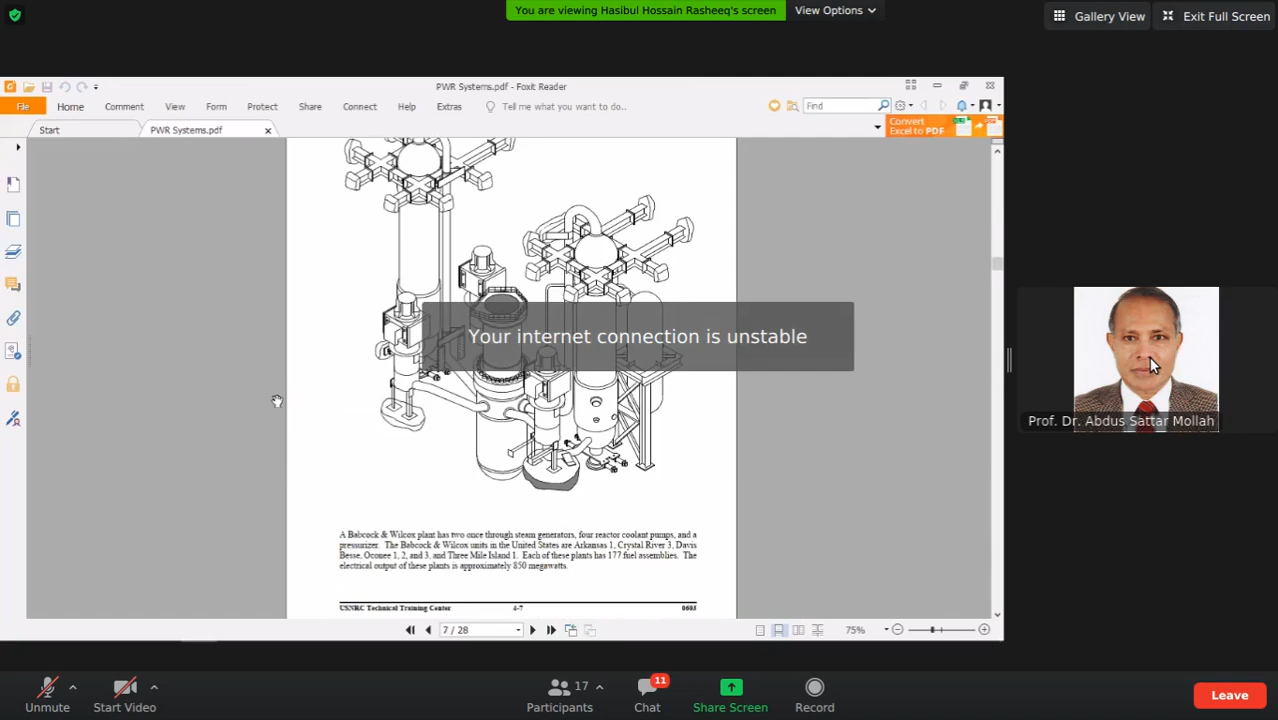 You are viewing Hasibul Hossain Rasheeq's screen
View Options
Gallery View
Exit Full Screen
PWR Systems.pdf - Foxit Reader
File
Home
Comment
View
Form
Protect
Share
Connect
Help
Extras
Tell me what you want to do..
Find
Start
PWR Systems.pdf
Convert
Excel to PDF
Your internet connection is unstable
Prof. Dr. Abdus Sattar Mollah
A Babcock & Wilcox plant has two once through steam generators, four reactor coolant pumps, and a
pressurizer. The Babcock & Wilcox units in the United States are Arkansas 1, Crystal River 3, Davis
Besse, Oconee 1, 2, and 3, and Three Mile Island 1. Each of these plants has 177 fuel assemblies. The
electrical output of these plants is approximately 850 megawatts.
USNRC Technical Training Center
4-7
0603
7 / 28
75%
Unmute
Start Video
17
Participants
11
Chat
Share Screen
Record
Leave